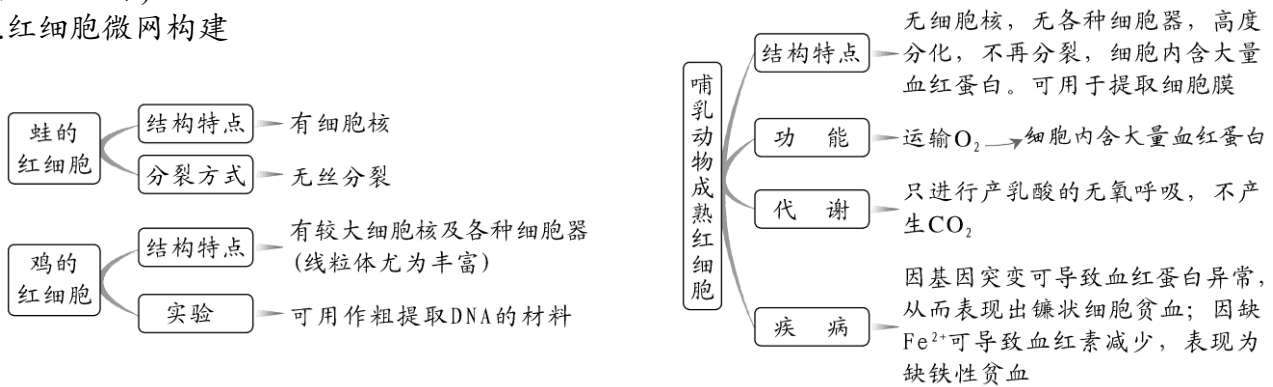 .红细胞微网构建
蛙的
红细胞
结构特点
有细胞核
分裂方式
无丝分裂
鸡的
红细胞
结构特点
有较大细胞核及各种细胞器
(线粒体尤为丰富)
实验
可用作粗提取DNA的材料
哺乳动物成熟红细胞
结构特点
无细胞核，无各种细胞器，高度
分化，不再分裂，细胞内含大量
血红蛋白。可用于提取细胞膜
功 能
运输O₂→细胞内含大量血红蛋白
代 谢
只进行产乳酸的无氧呼吸，不产
生CO₂
疾 病
因基因突变可导致血红蛋白异常，
从而表现出镰状细胞贫血；因缺
Fe²⁺可导致血红素减少，表现为
缺铁性贫血